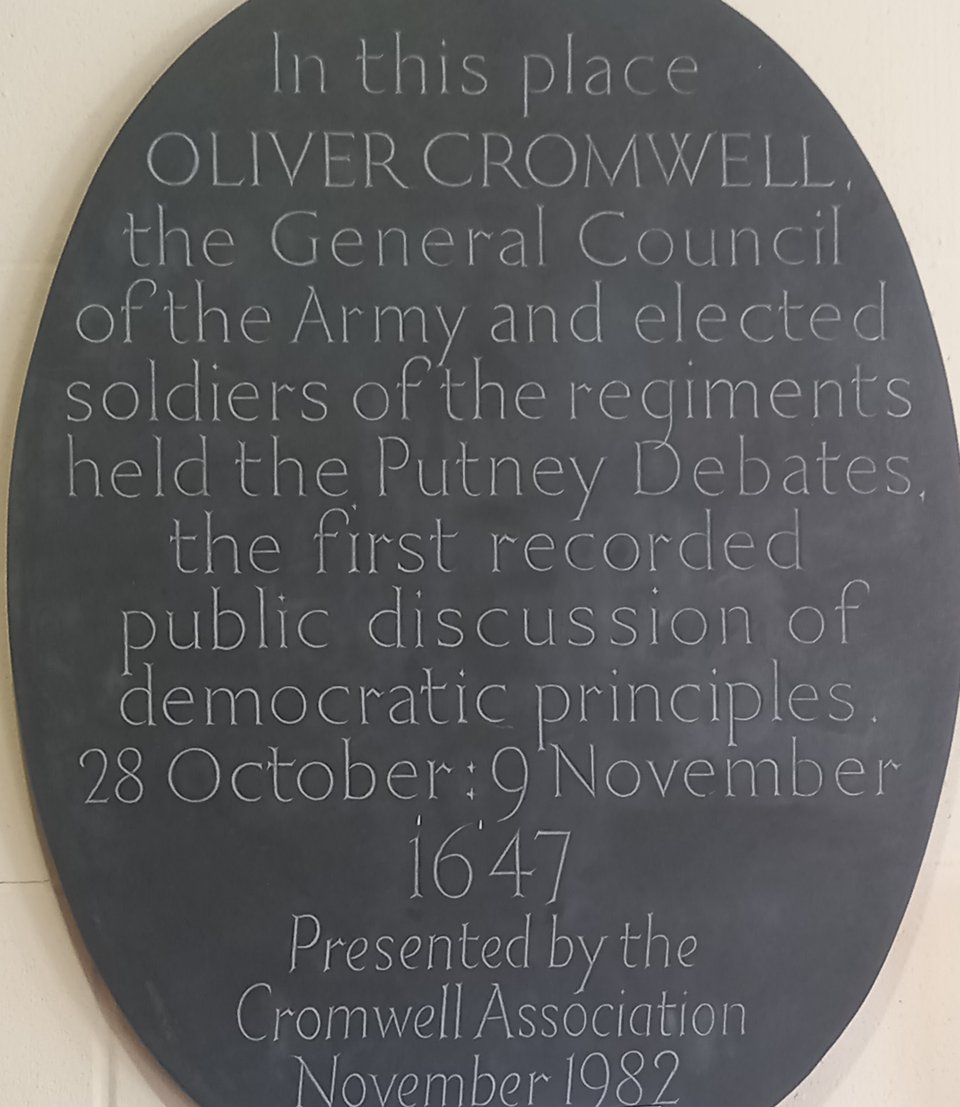 In this place
OLIVER CROMWELL,
the General Council
of the Army and elected
soldiers of the regiments
held the Putney Debates,
the first recorded
public discussion of
democratic principles.
28 October : 9 November
1647
Presented by the
Cromwell Association
November 1982